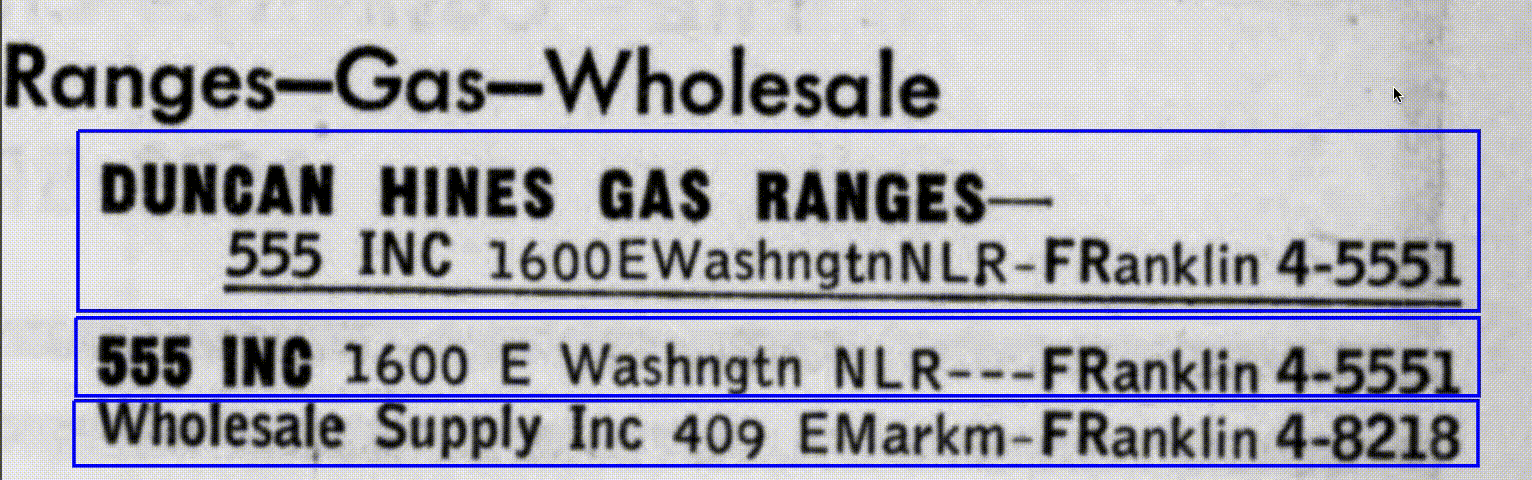 Ranges—Gas—Wholesale
DUNCAN HINES GAS RANGES—
555 INC 1600EWashngtnNLR-FRanklin 4-5551
555 INC 1600 E Washngtn NLR---FRanklin 4-5551
Wholesale Supply Inc 409 EMarkm-FRanklin 4-8218